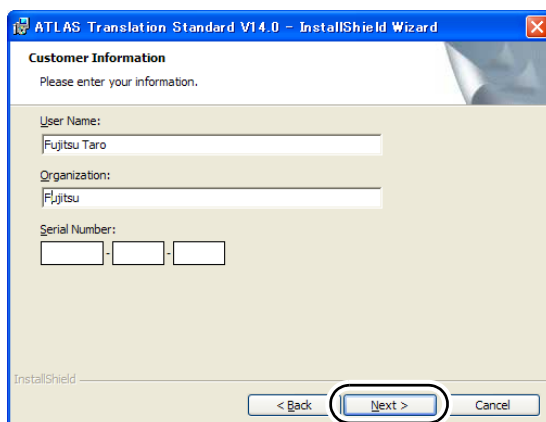 ATLAS Translation Standard V14.0 - InstallShield Wizard
Customer Information
Please enter your information.
User Name:
Fujitsu Taro
Organization:
Fujitsu
Serial Number:
- -
InstallShield
< Back Next > Cancel